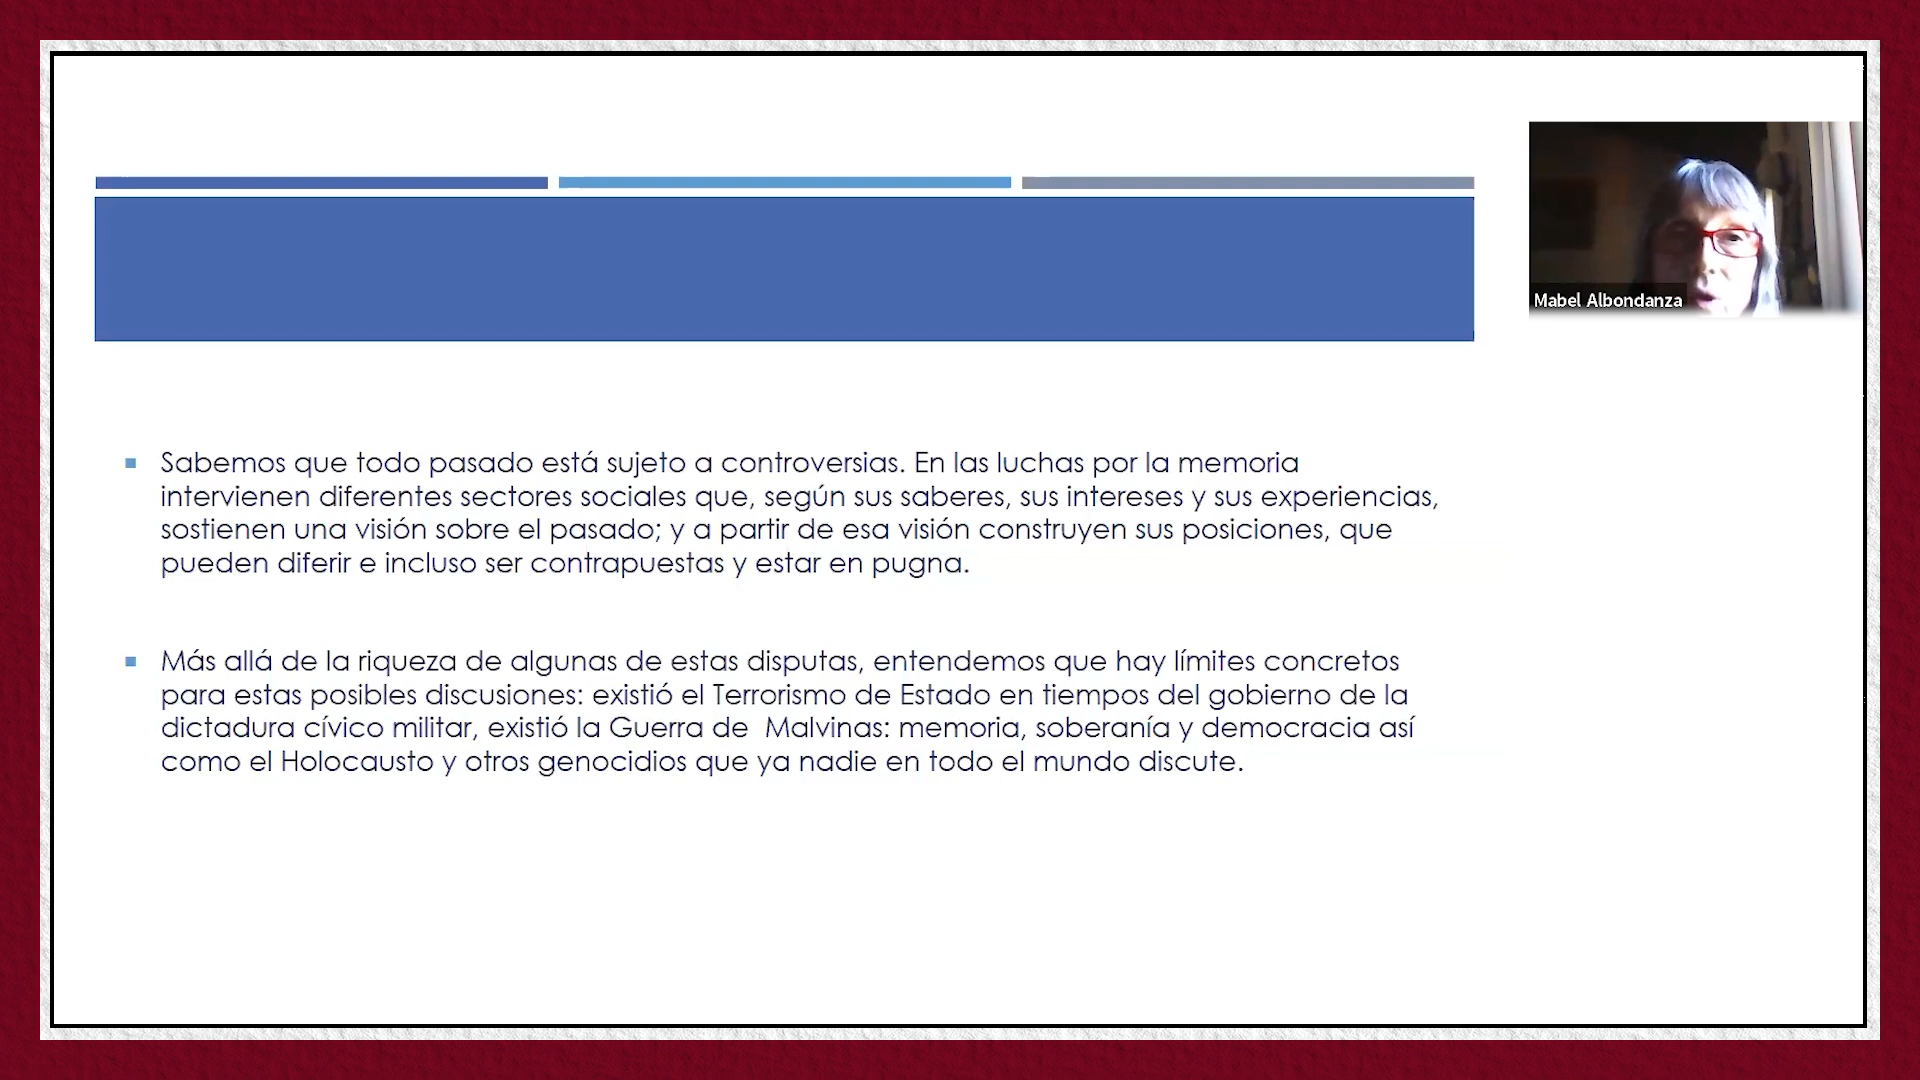 Mabel Albondanza
Sabemos que todo pasado está sujeto a controversias. En las luchas por la memoria
intervienen diferentes sectores sociales que, según sus saberes, sus intereses y sus experiencias,
sostienen una visión sobre el pasado; y a partir de esa visión construyen sus posiciones, que
pueden diferir e incluso ser contrapuestas y estar en pugna.
Más allá de la riqueza de algunas de estas disputas, entendemos que hay límites concretos
para estas posibles discusiones: existió el Terrorismo de Estado en tiempos del gobierno de la
dictadura cívico militar, existió la Guerra de  Malvinas: memoria, soberanía y democracia así
como el Holocausto y otros genocidios que ya nadie en todo el mundo discute.